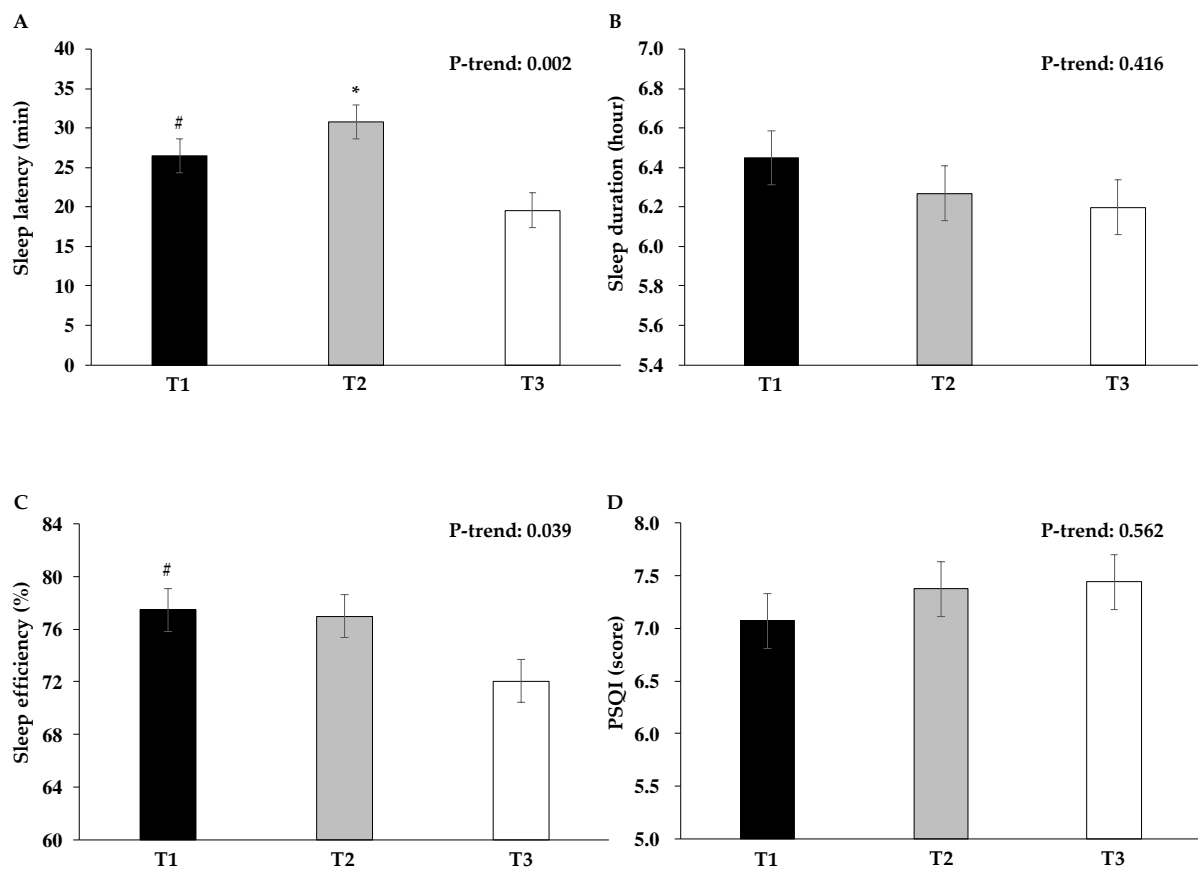 A
Sleep latency (min)
40
35
30
25
20
15
10
5
0
P-trend: 0.002
#
*
T1 T2 T3
B
Sleep duration (hour)
7.0
6.8
6.6
6.4
6.2
6.0
5.8
5.6
5.4
P-trend: 0.416
T1 T2 T3
C
Sleep efficiency (%)
84
80
76
72
68
64
60
P-trend: 0.039
#
T1 T2 T3
D
PSQI (score)
8.0
7.5
7.0
6.5
6.0
5.5
5.0
P-trend: 0.562
T1 T2 T3